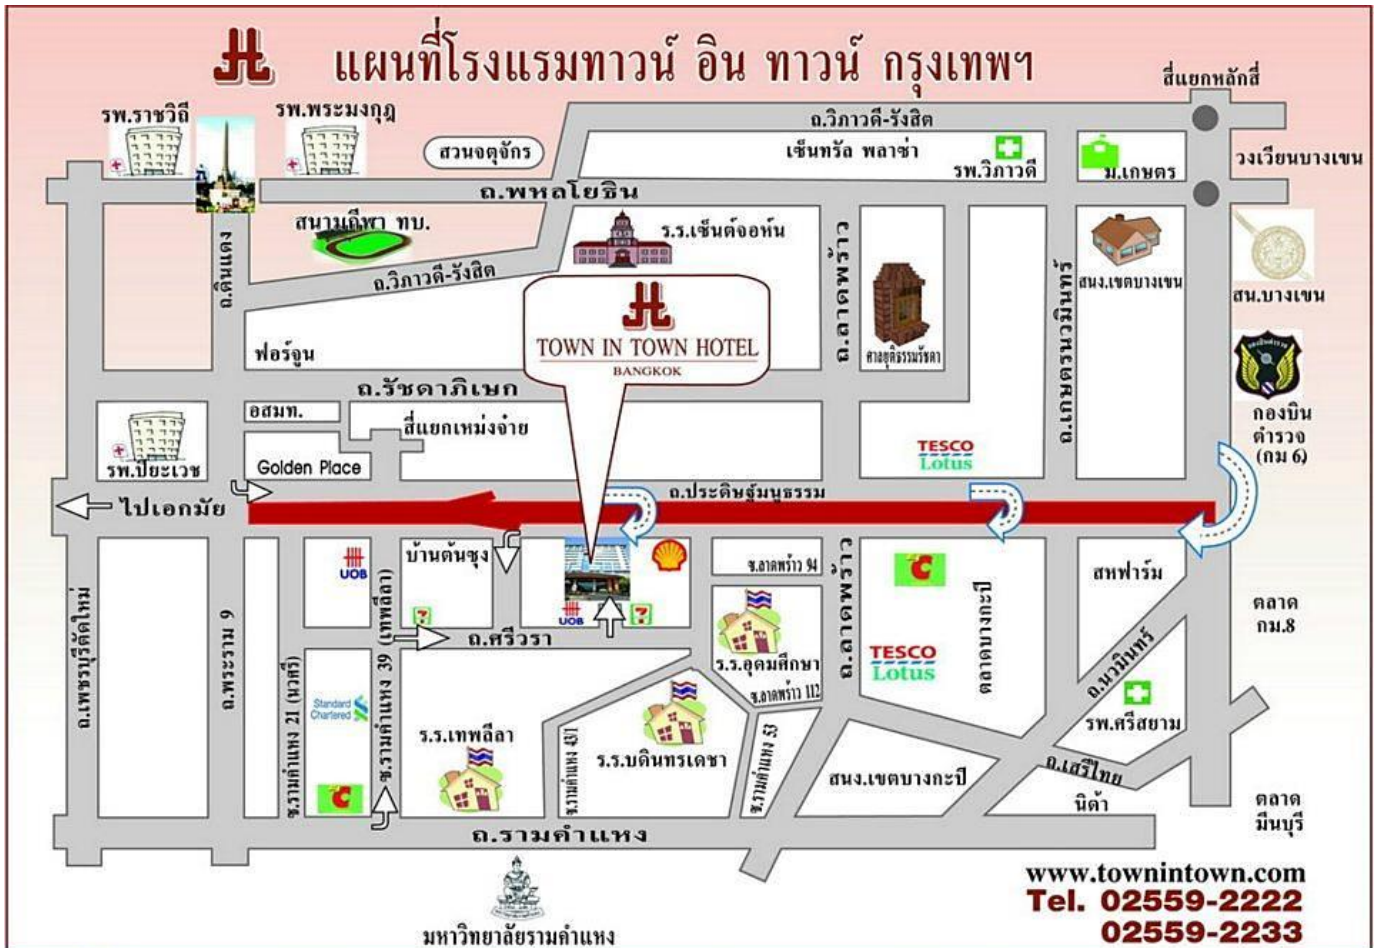 แผนที่โรงแรมทาวน์ อิน ทาวน์ กรุงเทพฯ
สี่แยกหลักสี่
รพ.ราชวิถี
รพ.พระมงกุฎ
ถ.วิภาวดี-รังสิต
สวนจตุจักร
เซ็นทรัล พลาซ่า
รพ.วิภาวดี
ม.เกษตร
วงเวียนบางเขน
ถ.พหลโยธิน
สนามกีฬา ทบ.
ร.ร.เซ็นต์จอห์น
ถ.ดินแดง
ถ.วิภาวดี-รังสิต
ถ.ลาดพร้าว
ถ.เกษตรนวมินทร์
สนง.เขตบางเขน
สน.บางเขน
TOWN IN TOWN HOTEL
BANGKOK
ฟอร์จูน
ศาลยุติธรรมรัชดา
ถ.รัชดาภิเษก
อสมท.
สี่แยกเหม่งจ๋าย
กองบิน
ตำรวจ
(กม 6)
รพ.ปิยะเวช
Golden Place
TESCO
Lotus
ถ.ประดิษฐ์มนูธรรม
ไปเอกมัย
UOB
บ้านต้นซุง
ซ.ลาดพร้าว 94
ถ.ลาดพร้าว
C
สหฟาร์ม
ตลาด
กม.8
ถ.เพชรบุรีตัดใหม่
ถ.พระราม 9
ซ.รามคำแหง 21 (นวศรี)
ซ.รามคำแหง 39 (เทพลีลา)
UOB
ถ.ศรีวรา
ร.ร.อุดมศึกษา
ซ.ลาดพร้าว 112
TESCO
Lotus
ตลาดบางกะปิ
ถ.นวมินทร์
Standard
Chartered
ร.ร.เทพลีลา
ซ.รามคำแหง 43/1
ร.ร.บดินทรเดชา
ซ.รามคำแหง 53
รพ.ศรีสยาม
สนง.เขตบางกะปิ
ถ.เสรีไทย
นิด้า
C
ตลาด
มีนบุรี
ถ.รามคำแหง
มหาวิทยาลัยรามคำแหง
www.townintown.com
Tel. 02559-2222
02559-2233